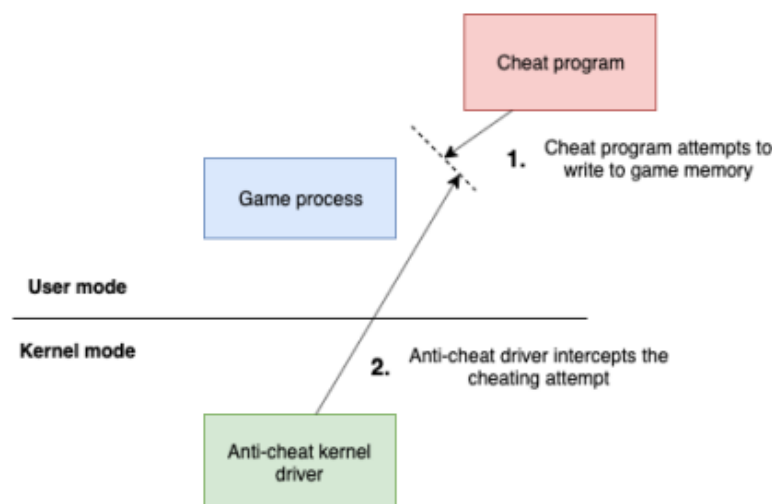 Cheat program
1. Cheat program attempts to
write to game memory
Game process
User mode
Kernel mode
2. Anti-cheat driver intercepts the
cheating attempt
Anti-cheat kernel
driver